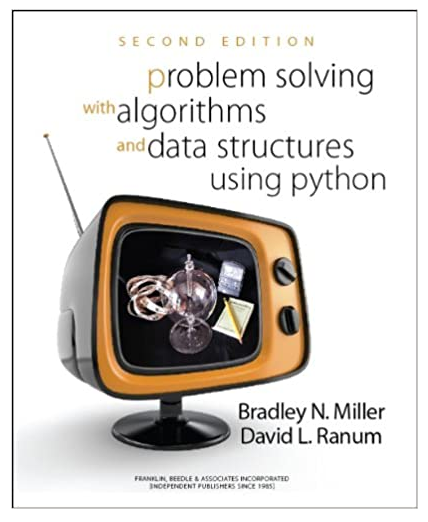 SECOND EDITION
problem solving
with algorithms
and data structures
using python
Bradley N. Miller
David L. Ranum
FRANKLIN, BEEDLE & ASSOCIATES INCORPORATED
[INDEPENDENT PUBLISHERS SINCE 1985]